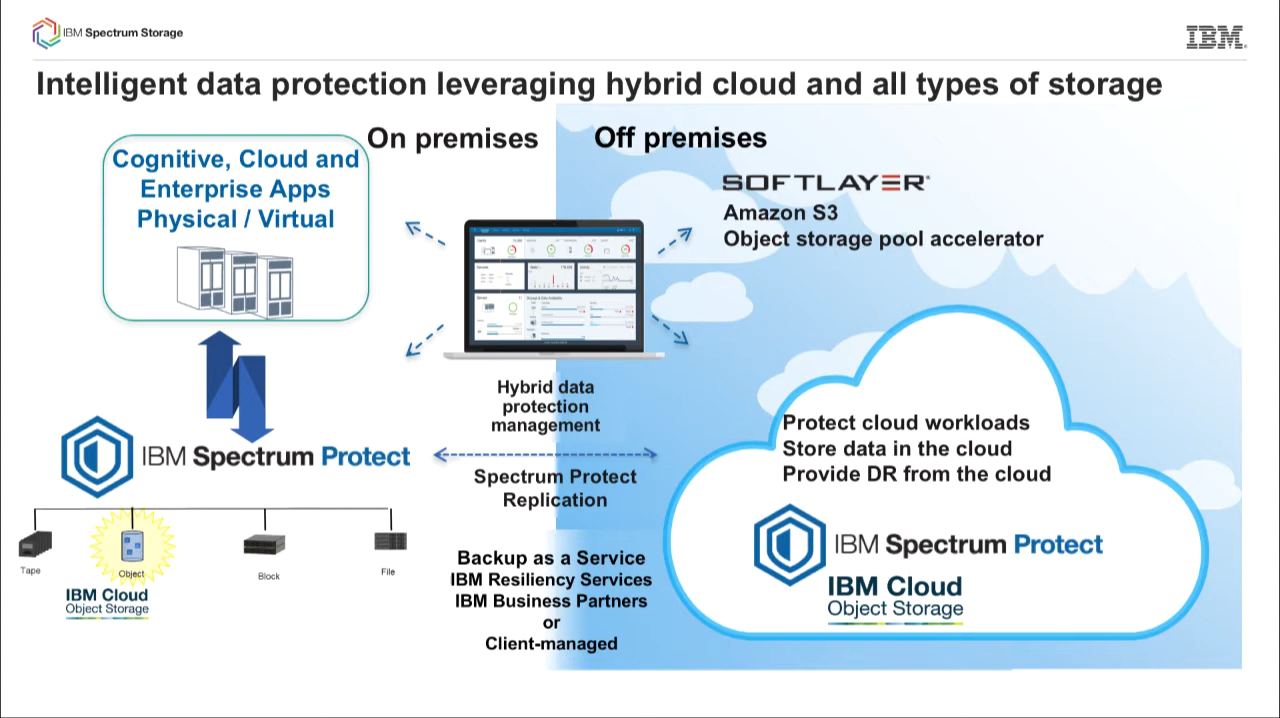 IBM Spectrum Storage
IBM
Intelligent data protection leveraging hybrid cloud and all types of storage
On premises
Off premises
Cognitive, Cloud and
Enterprise Apps
Physical / Virtual
SOFTLAYER
Amazon S3
Object storage pool accelerator
Hybrid data
protection
management
Protect cloud workloads
Store data in the cloud
Provide DR from the cloud
IBM Spectrum Protect
Spectrum Protect
Replication
IBM Spectrum Protect
IBM Cloud
Object Storage
Tape
Object
Block
File
IBM Cloud
Object Storage
Backup as a Service
IBM Resiliency Services
IBM Business Partners
or
Client-managed